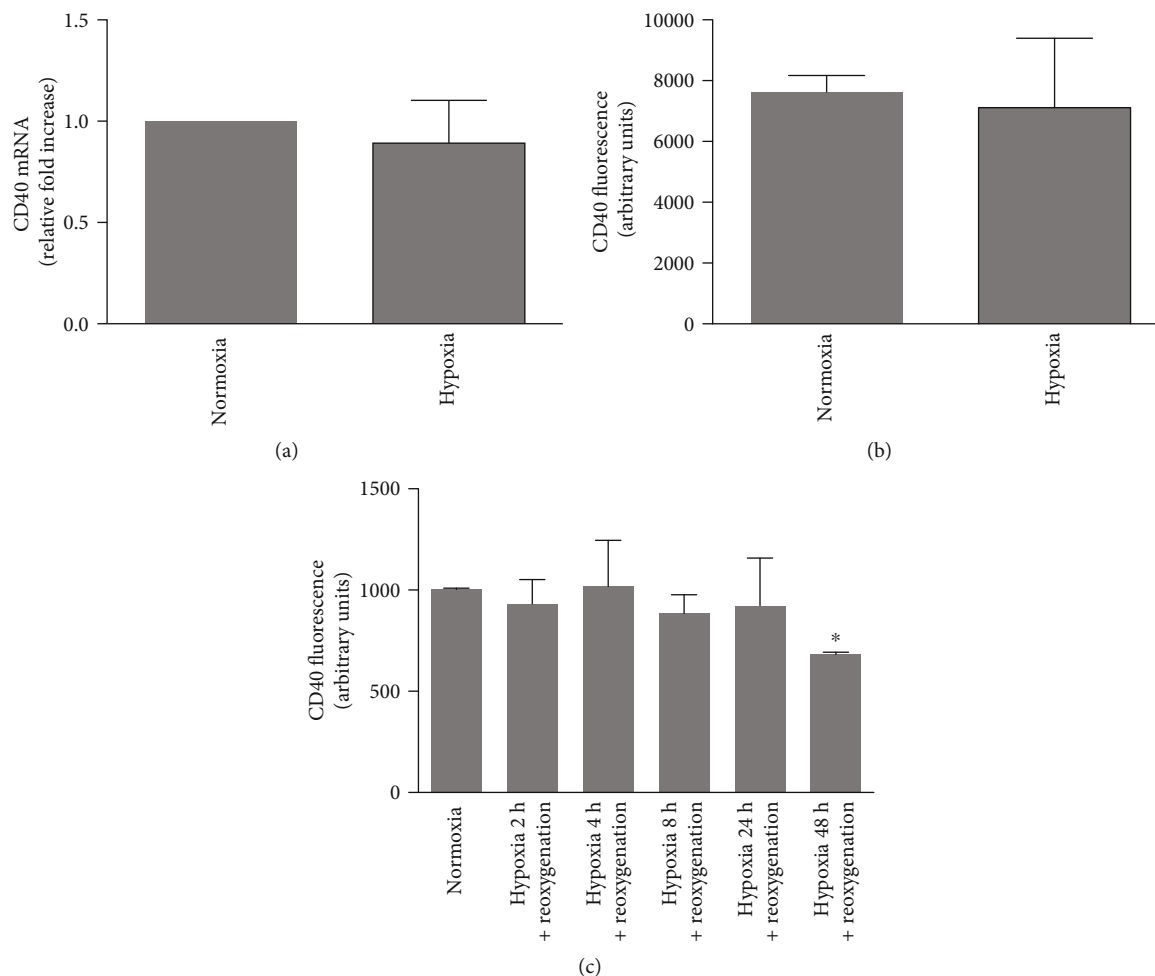 CD40 mRNA
(relative fold increase)
1.5
1.0
0.5
0.0
Normoxia
Hypoxia
(a)
CD40 fluorescence
(arbitrary units)
10000
8000
6000
4000
2000
0
Normoxia
Hypoxia
(b)
CD40 fluorescence
(arbitrary units)
1500
1000
500
0
*
Normoxia
Hypoxia 2 h
+ reoxygenation
Hypoxia 4 h
+ reoxygenation
Hypoxia 8 h
+ reoxygenation
Hypoxia 24 h
+ reoxygenation
Hypoxia 48 h
+ reoxygenation
(c)